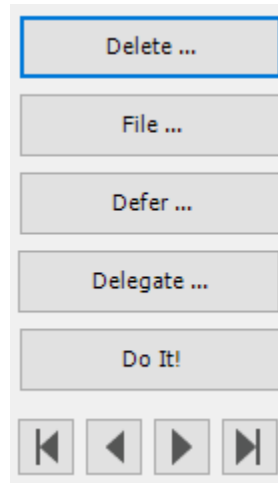 Delete ...
File ...
Defer ...
Delegate ...
Do It!